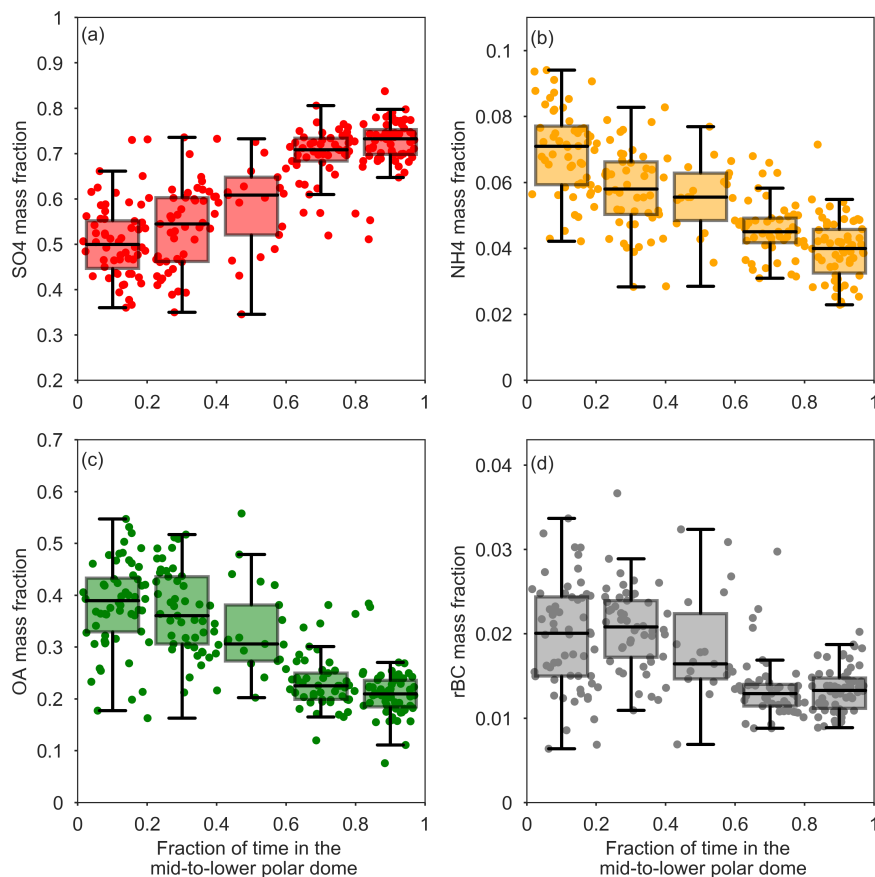 (a)
SO4 mass fraction
1
0.9
0.8
0.7
0.6
0.5
0.4
0.3
0.2
0 0.2 0.4 0.6 0.8 1
(b)
NH4 mass fraction
0.1
0.08
0.06
0.04
0.02
0
0 0.2 0.4 0.6 0.8 1
(c)
OA mass fraction
0.7
0.6
0.5
0.4
0.3
0.2
0.1
0
0 0.2 0.4 0.6 0.8 1
Fraction of time in the
mid-to-lower polar dome
(d)
rBC mass fraction
0.04
0.03
0.02
0.01
0
0 0.2 0.4 0.6 0.8 1
Fraction of time in the
mid-to-lower polar dome